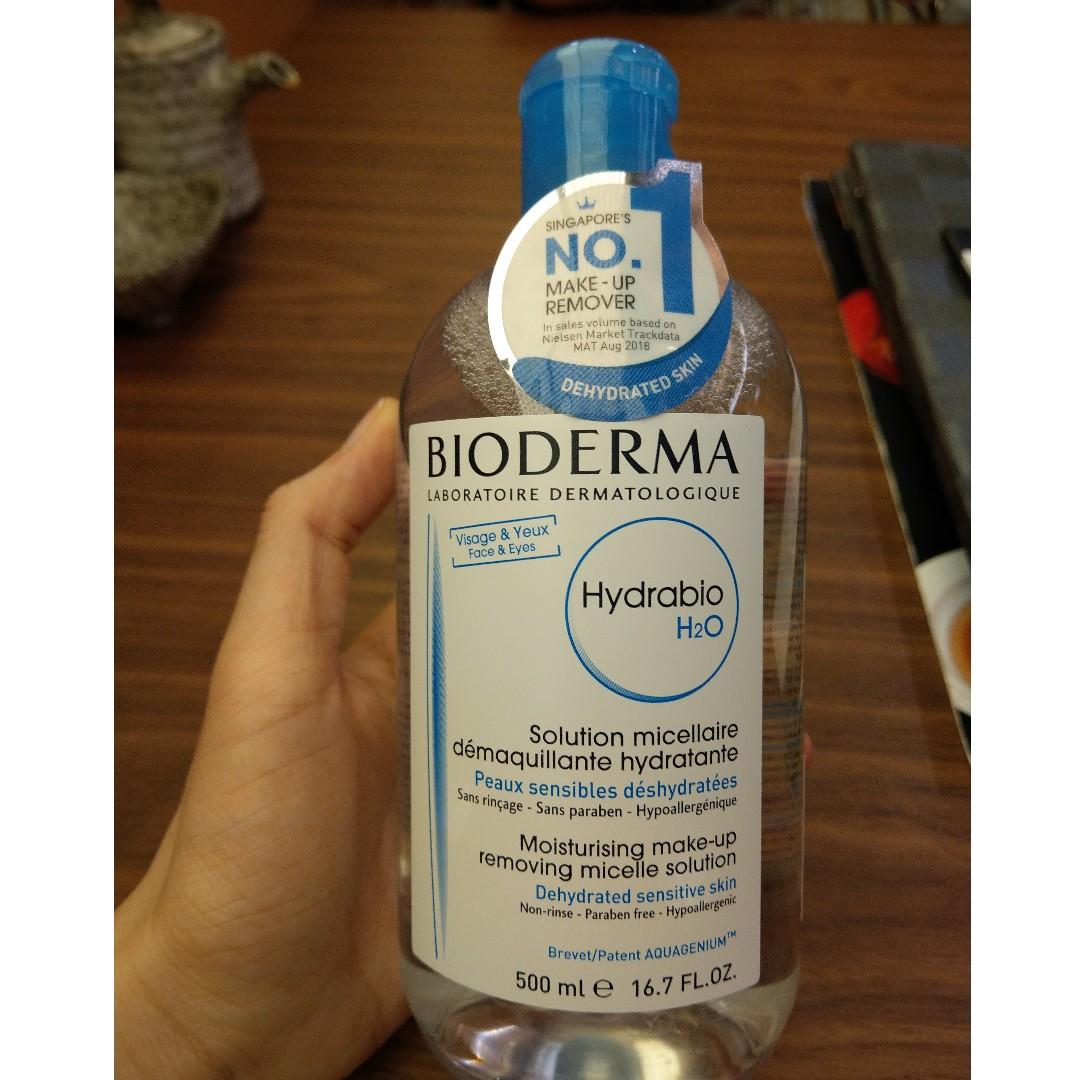 SINGAPORE'S
NO. 1
MAKE-UP
REMOVER
In sales volume based on
Nielsen Market Trackdata
MAT Aug 2018
DEHYDRATED SKIN
BIODERMA
LABORATOIRE DERMATOLOGIQUE
Visage & Yeux
Face & Eyes
Hydrabio
H2O
Solution micellaire
démaquillante hydratante
Peaux sensibles déshydratées
Sans rinçage - Sans paraben - Hypoallergénique
Moisturising make-up
removing micelle solution
Dehydrated sensitive skin
Non-rinse - Paraben free - Hypoallergenic
Brevet/Patent AQUAGENIUM™
500 ml ℮ 16.7 FL.OZ.